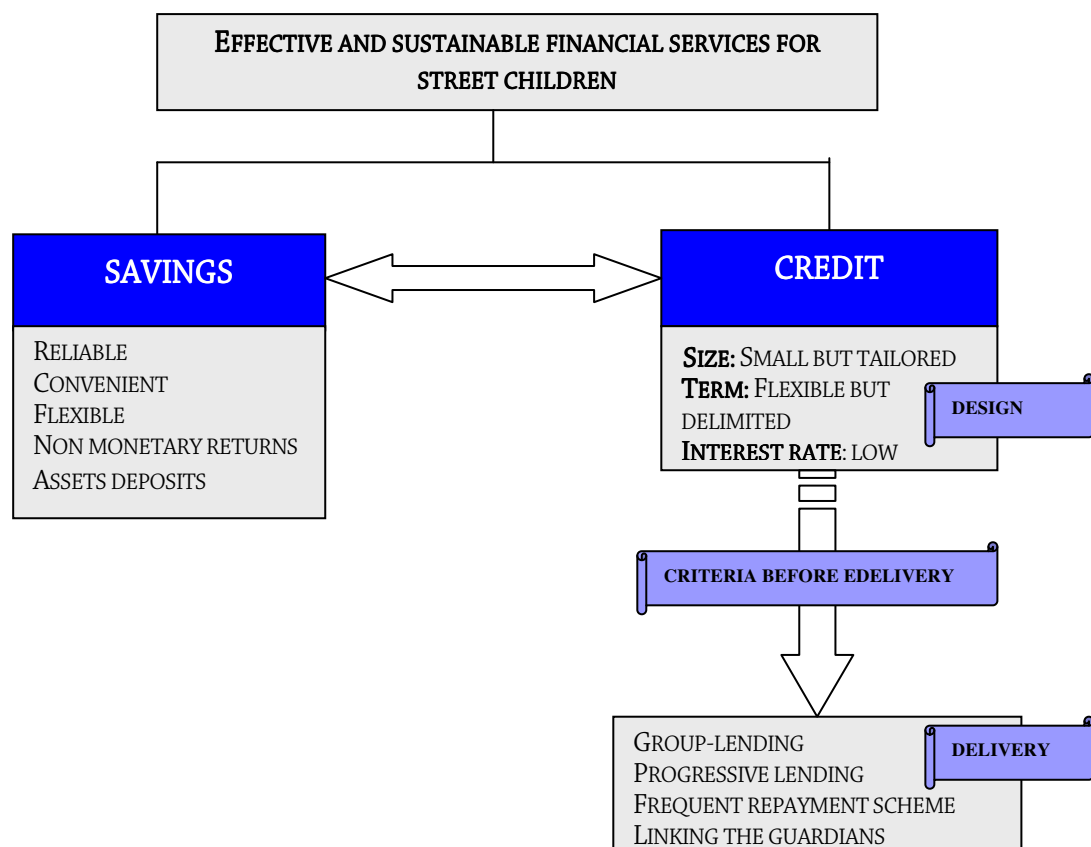 EFFECTIVE AND SUSTAINABLE FINANCIAL SERVICES FOR
STREET CHILDREN
SAVINGS
RELIABLE
CONVENIENT
FLEXIBLE
NON MONETARY RETURNS
ASSETS DEPOSITS
CREDIT
SIZE: SMALL BUT TAILORED
TERM: FLEXIBLE BUT
DELIMITED
INTEREST RATE: LOW
DESIGN
CRITERIA BEFORE EDELIVERY
GROUP-LENDING
PROGRESSIVE LENDING
FREQUENT REPAYMENT SCHEME
LINKING THE GUARDIANS
DELIVERY